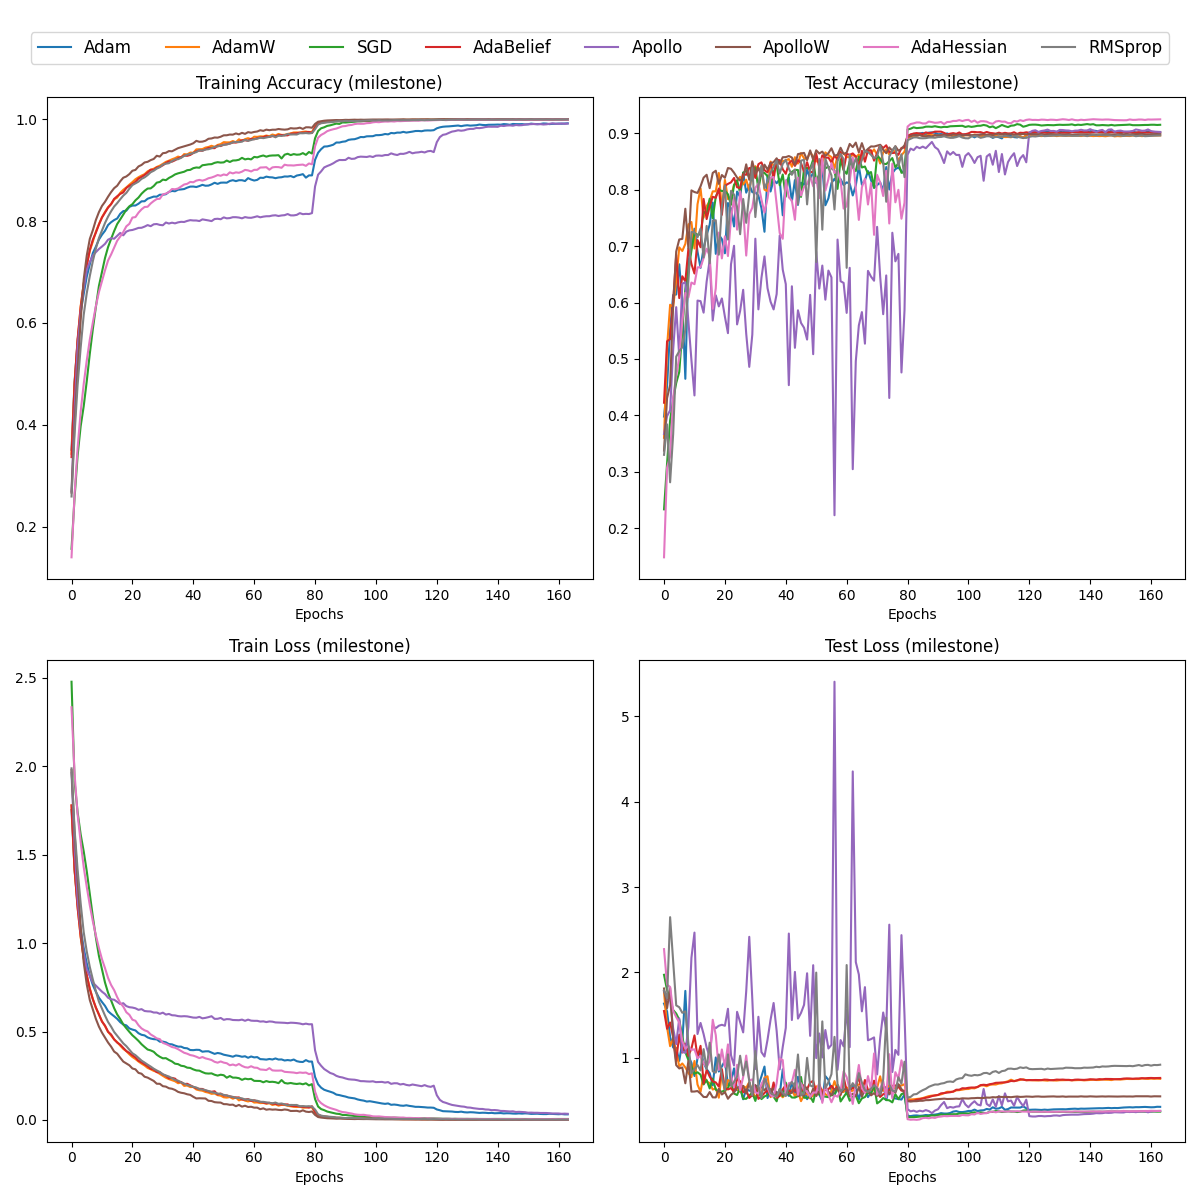 Adam AdamW SGD AdaBelief Apollo ApolloW AdaHessian RMSprop
Training Accuracy (milestone)
1.0
0.8
0.6
0.4
0.2
0 20 40 60 80 100 120 140 160
Epochs
Test Accuracy (milestone)
0.9
0.8
0.7
0.6
0.5
0.4
0.3
0.2
0 20 40 60 80 100 120 140 160
Epochs
Train Loss (milestone)
2.5
2.0
1.5
1.0
0.5
0.0
0 20 40 60 80 100 120 140 160
Epochs
Test Loss (milestone)
5
4
3
2
1
0 20 40 60 80 100 120 140 160
Epochs